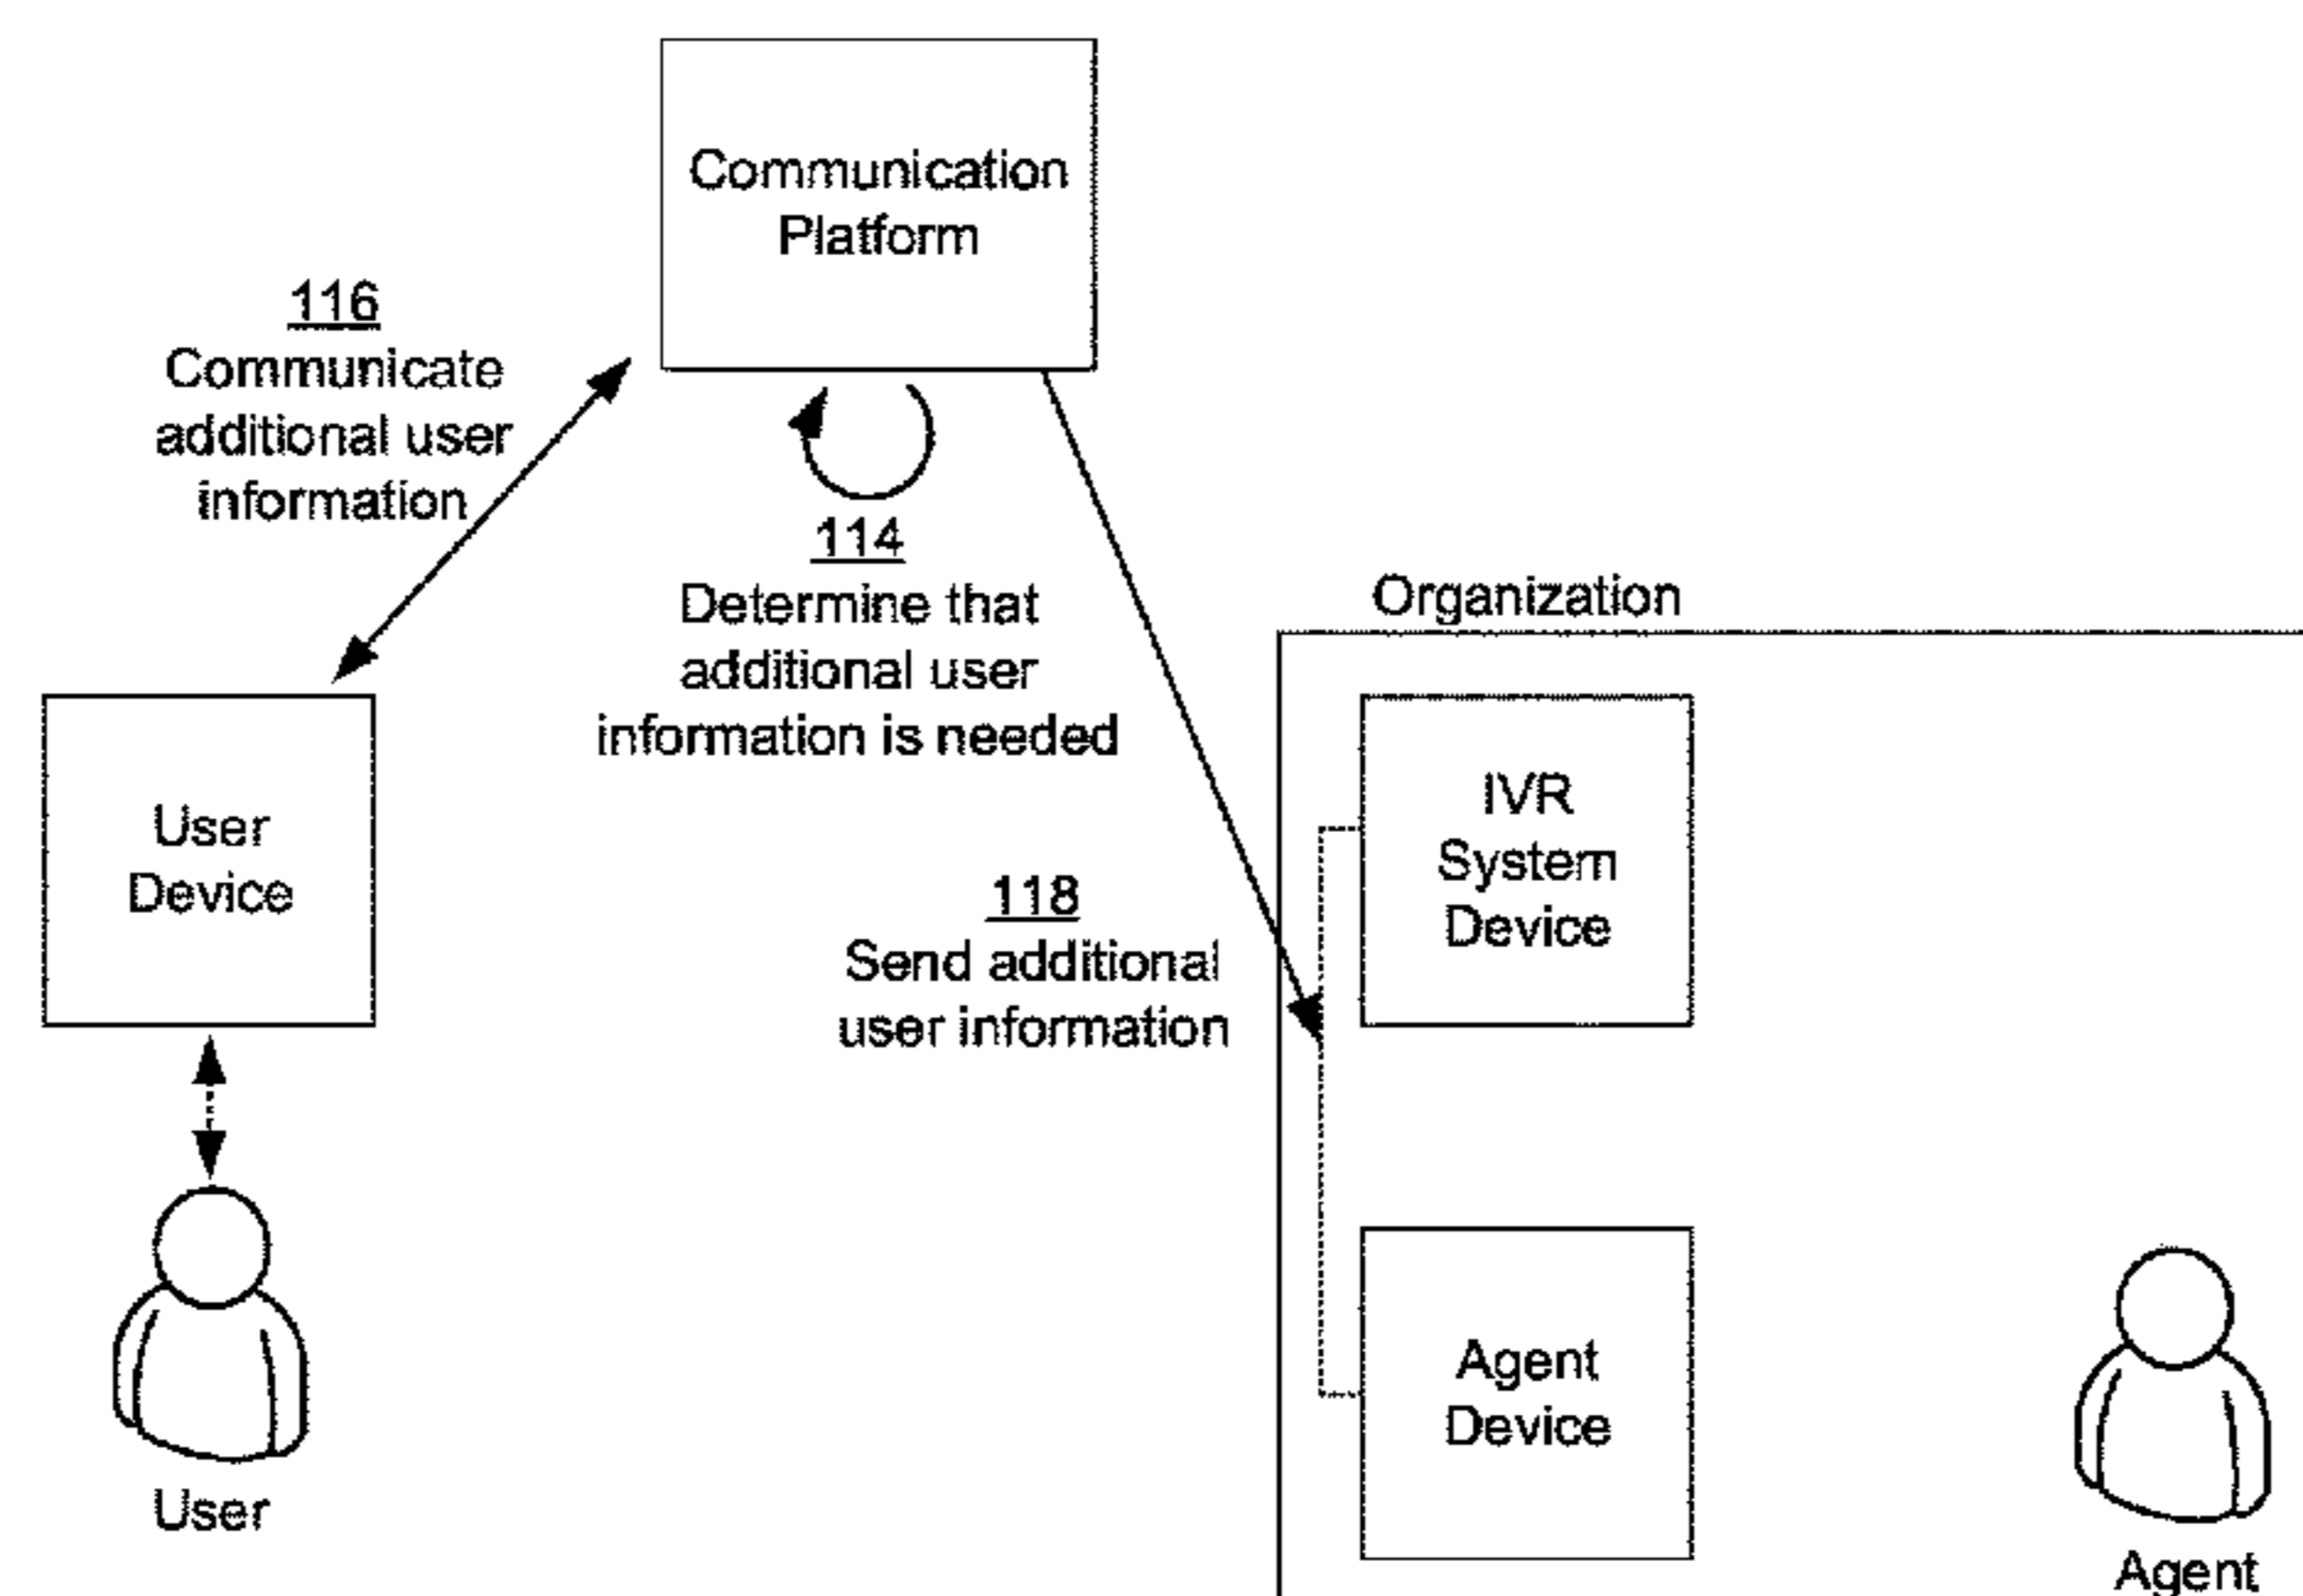 Communication
Platform
116
Communicate
additional user
information
114
Determine that
additional user
information is needed
Organization
User
Device
IVR
System
Device
118
Send additional
user information
Agent
Device
User
Agent